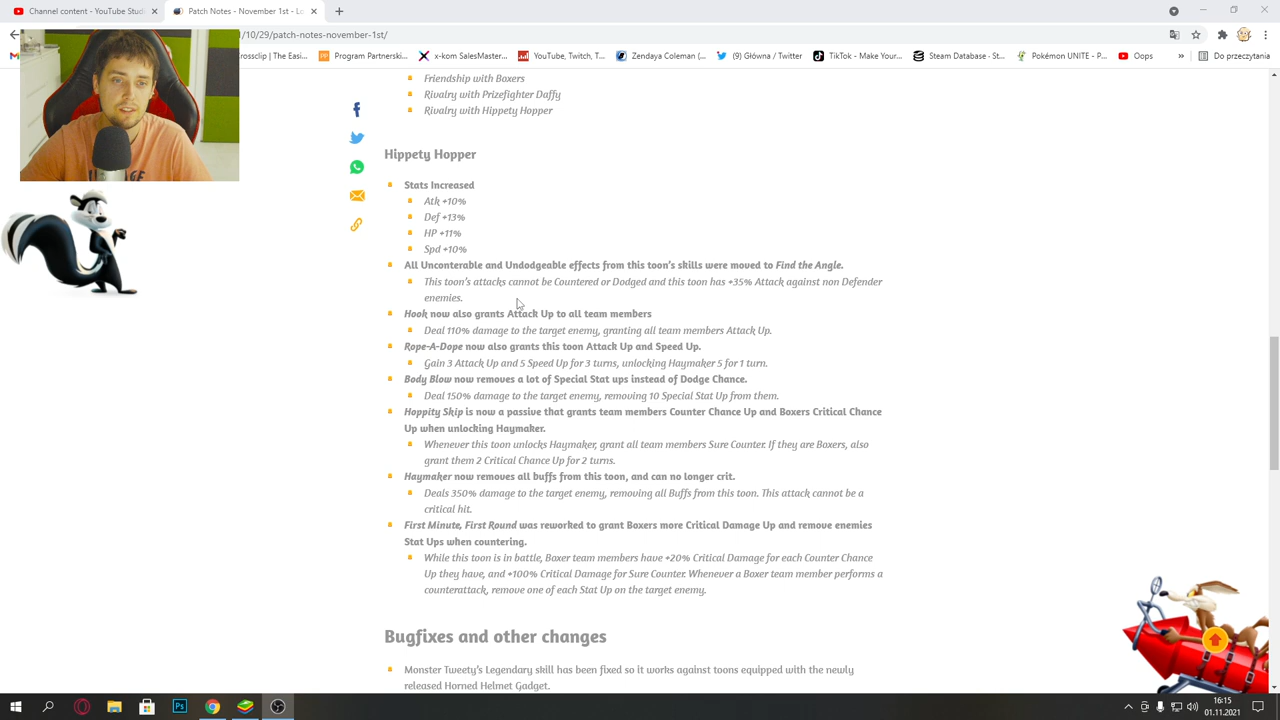 Channel content - YouTube Studi
Patch Notes - November 1st - Lo
1/10/29/patch-notes-november-1st/
crossclip | The Easi...
Program Partnerski...
x-kom SalesMaster...
YouTube, Twitch, T...
Zendaya Coleman (...
(9) Główna / Twitter
TikTok - Make Your...
Steam Database - St...
Pokémon UNITE - P...
Oops
»
Do przeczytania
Friendship with Boxers
Rivalry with Prizefighter Daffy
Rivalry with Hippety Hopper
Hippety Hopper
Stats Increased
Atk +10%
Def +13%
HP +11%
Spd +10%
All Unconterable and Undodgeable effects from this toon's skills were moved to Find the Angle.
This toon's attacks cannot be Countered or Dodged and this toon has +35% Attack against non Defender
enemies.
Hook now also grants Attack Up to all team members
Deal 110% damage to the target enemy, granting all team members Attack Up.
Rope-A-Dope now also grants this toon Attack Up and Speed Up.
Gain 3 Attack Up and 5 Speed Up for 3 turns, unlocking Haymaker 5 for 1 turn.
Body Blow now removes a lot of Special Stat ups instead of Dodge Chance.
Deal 150% damage to the target enemy, removing 10 Special Stat Up from them.
Hoppity Skip is now a passive that grants team members Counter Chance Up and Boxers Critical Chance
Up when unlocking Haymaker.
Whenever this toon unlocks Haymaker, grant all team members Sure Counter. If they are Boxers, also
grant them 2 Critical Chance Up for 2 turns.
Haymaker now removes all buffs from this toon, and can no longer crit.
Deals 350% damage to the target enemy, removing all Buffs from this toon. This attack cannot be a
critical hit.
First Minute, First Round was reworked to grant Boxers more Critical Damage Up and remove enemies
Stat Ups when countering.
While this toon is in battle, Boxer team members have +20% Critical Damage for each Counter Chance
Up they have, and +100% Critical Damage for Sure Counter. Whenever a Boxer team member performs a
counterattack, remove one of each Stat Up on the target enemy.
Bugfixes and other changes
Monster Tweety's Legendary skill has been fixed so it works against toons equipped with the newly
released Horned Helmet Gadget.
16:15
01.11.2021